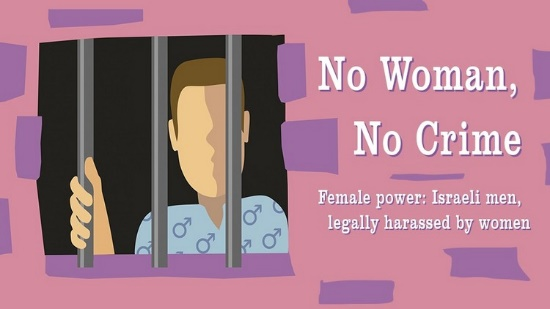 No Woman,
No Crime
Female power: Israeli men,
legally harassed by women